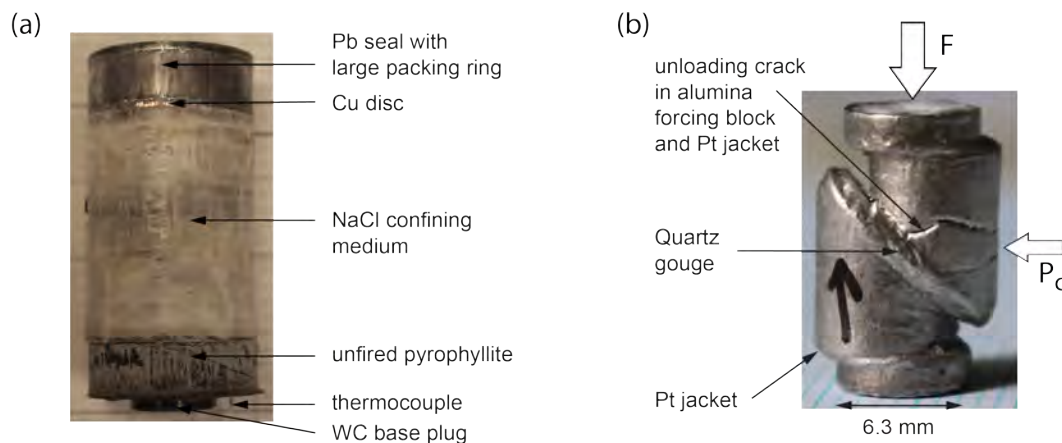 (a)
Pb seal with
large packing ring
Cu disc
NaCl confining
medium
unfired pyrophyllite
thermocouple
WC base plug
(b)
F
unloading crack
in alumina
forcing block
and Pt jacket
Quartz
gouge
Pc
Pt jacket
6.3 mm